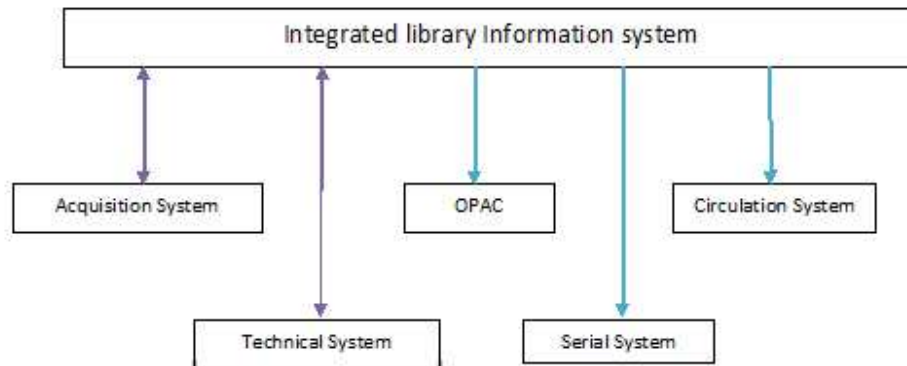 Integrated library Information system
Acquisition System
OPAC
Circulation System
Technical System
Serial System